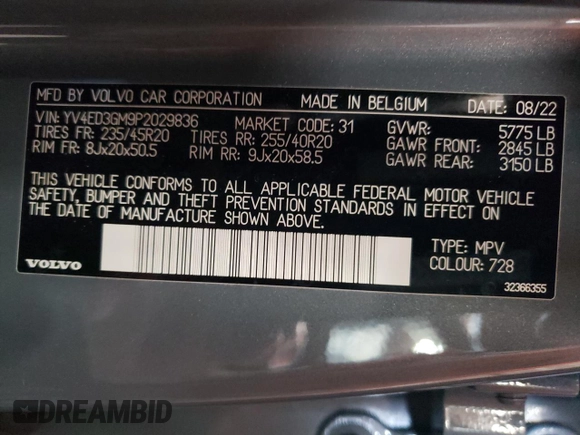 MFD BY VOLVO CAR CORPORATION MADE IN BELGIUM DATE: 08/22
VIN: YV4ED3GM9P2029836 MARKET CODE: 31 GVWR: 5775 LB
TIRES FR: 235/45R20 TIRES RR: 255/40R20 GAWR FRONT: 2845 LB
RIM FR: 8Jx20x50.5 RIM RR: 9Jx20x58.5 GAWR REAR: 3150 LB
THIS VEHICLE CONFORMS TO ALL APPLICABLE FEDERAL MOTOR VEHICLE
SAFETY, BUMPER AND THEFT PREVENTION STANDARDS IN EFFECT ON
THE DATE OF MANUFACTURE SHOWN ABOVE.
TYPE: MPV
COLOUR: 728
VOLVO
32366355
DREAMBID